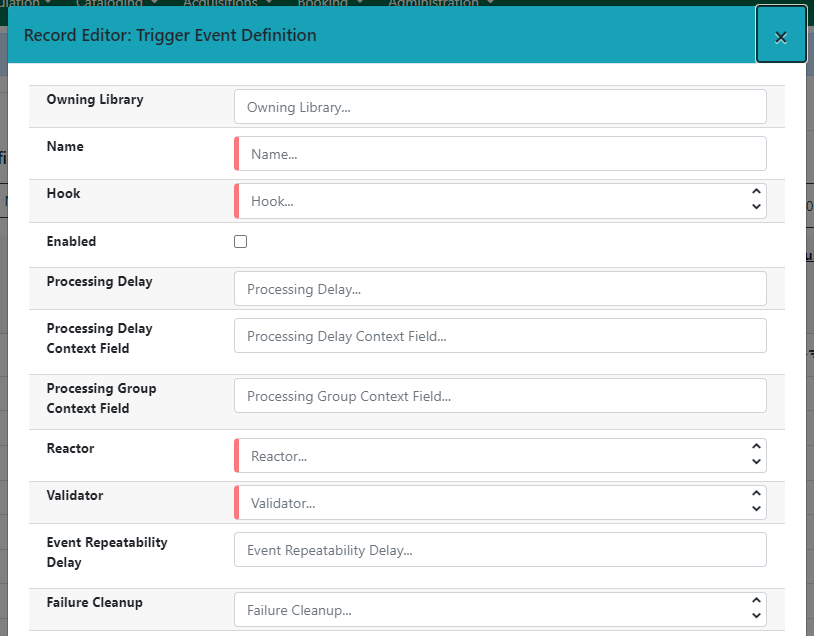 Cataloging
Acquisitions
Booking
Administration
Record Editor: Trigger Event Definition
×
Owning Library
Owning Library...
Name
Name...
Hook
Hook...
Enabled
Processing Delay
Processing Delay...
Processing Delay
Context Field
Processing Delay Context Field...
Processing Group
Context Field
Processing Group Context Field...
Reactor
Reactor...
Validator
Validator...
Event Repeatability
Delay
Event Repeatability Delay...
Failure Cleanup
Failure Cleanup...